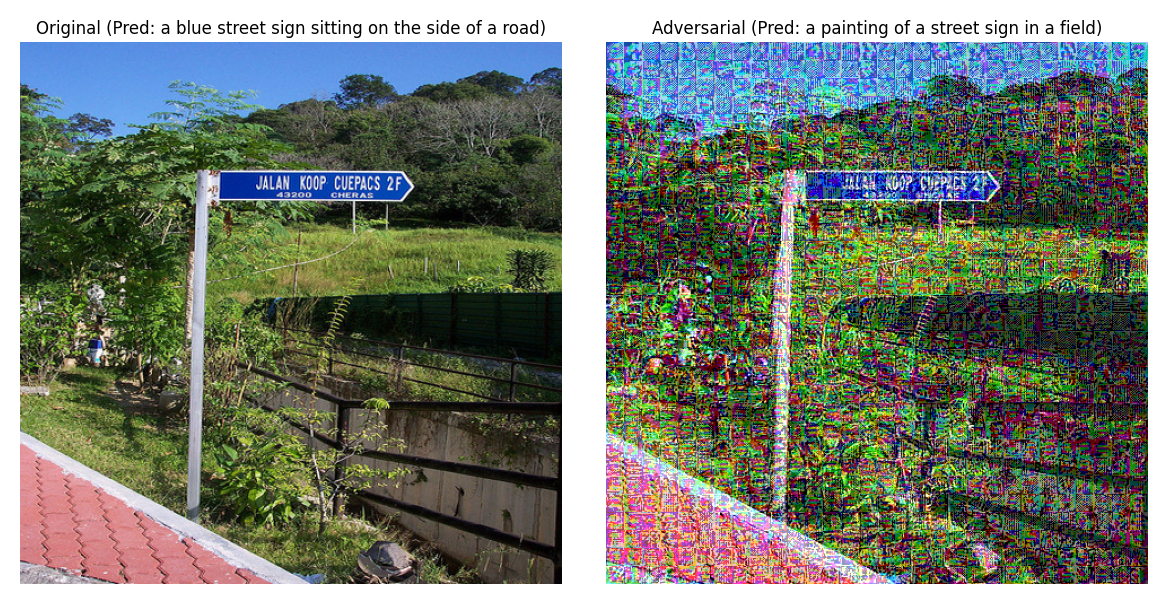 Original (Pred: a blue street sign sitting on the side of a road)
Adversarial (Pred: a painting of a street sign in a field)
JALAN KOOP CUEPACS 2F
43200 CHERAS
JALAN KOOP CUEPACS